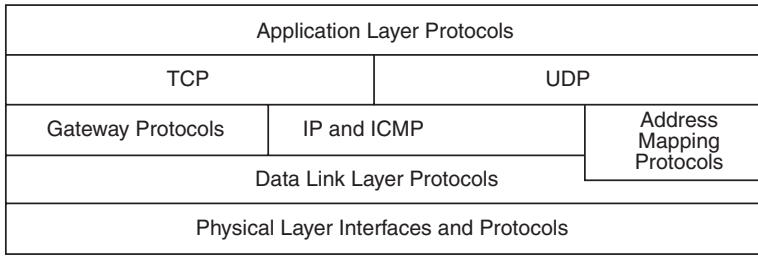 Application Layer Protocols
TCP
UDP
Gateway Protocols
IP and ICMP
Address
Mapping
Protocols
Data Link Layer Protocols
Physical Layer Interfaces and Protocols